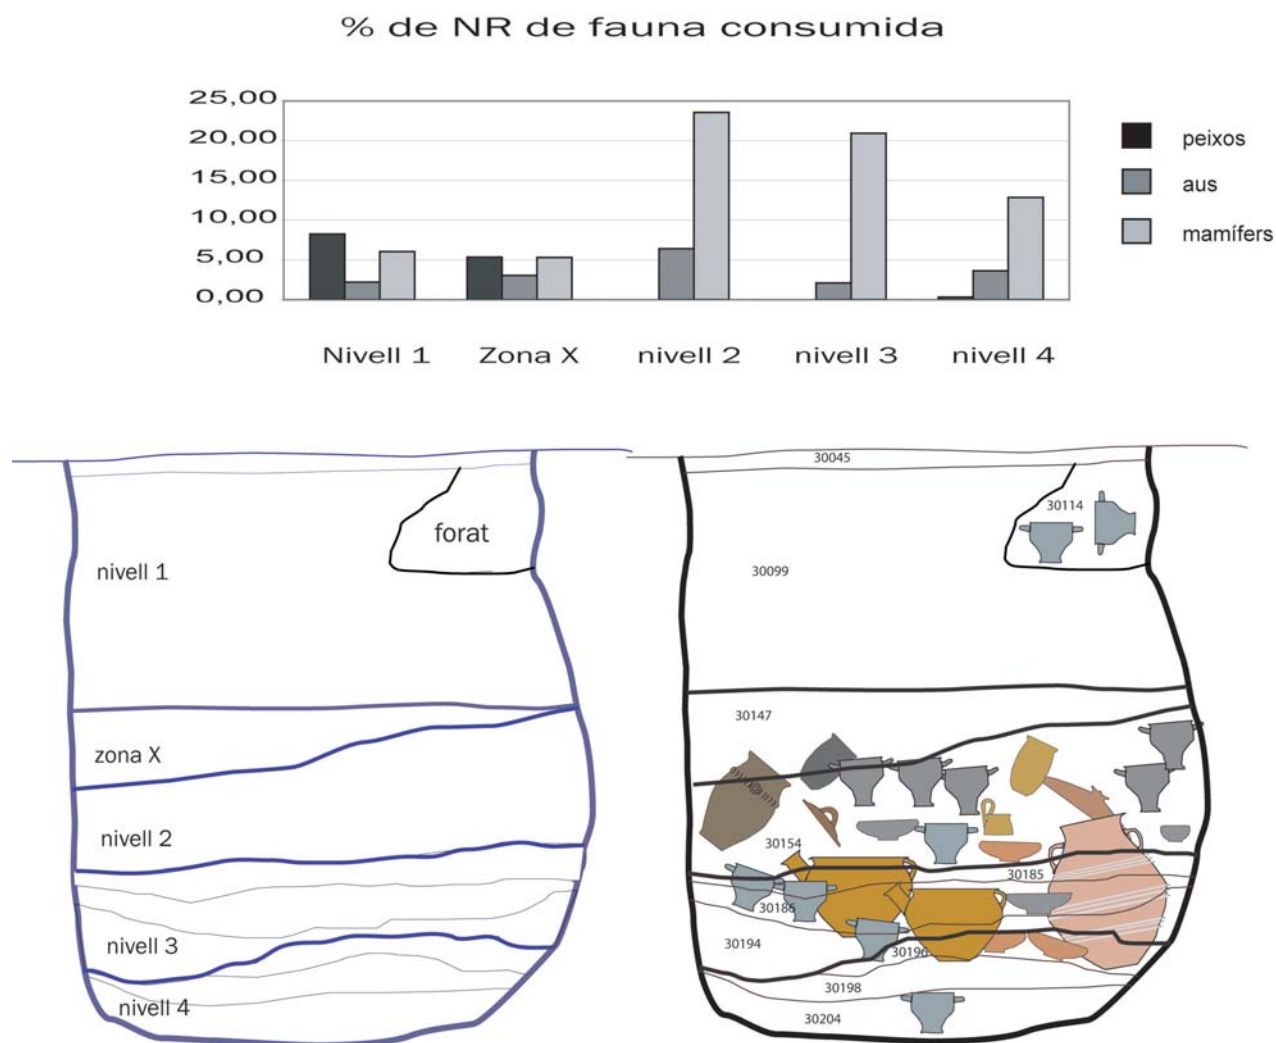 % de NR de fauna consumida
25,00
20,00
15,00
10,00
5,00
0,00
peixos
aus
mamífers
Nivell 1 Zona X nivell 2 nivell 3 nivell 4
forat
nivell 1
zona X
nivell 2
nivell 3
nivell 4
30045
30114
30099
30147
30154
30185
30186
30194
30190
30198
30204